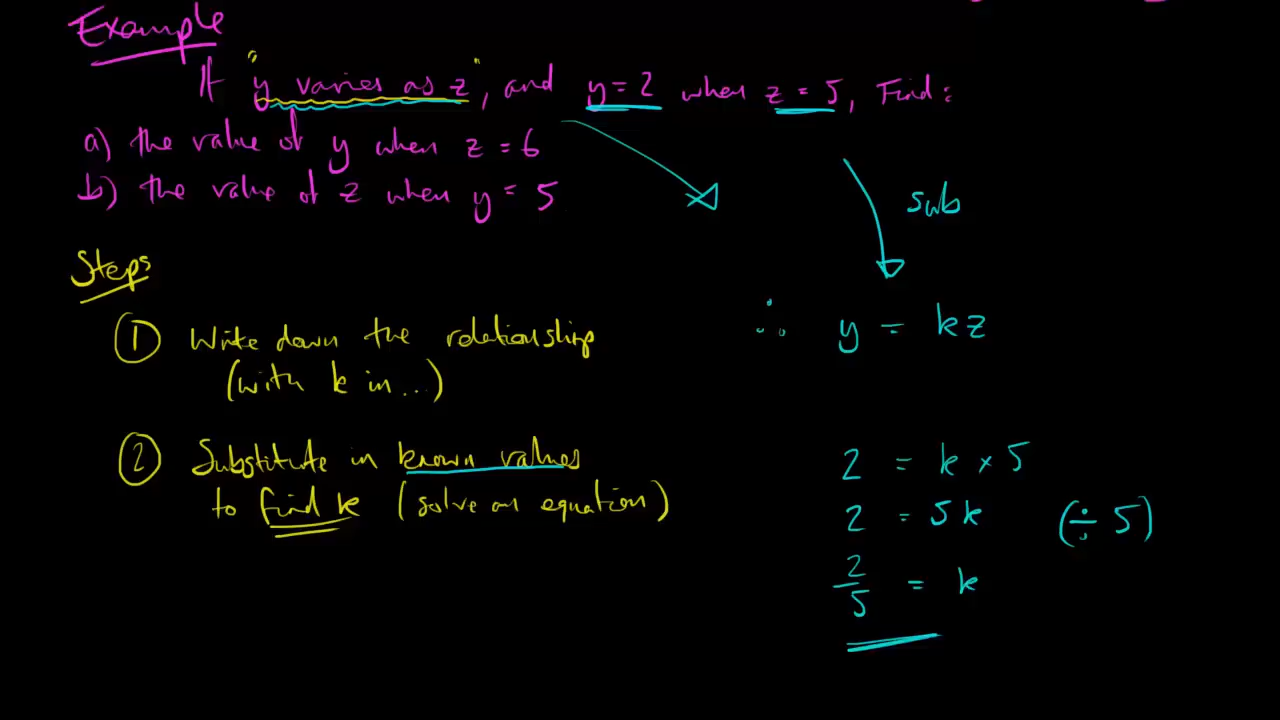 Example
If "y varies as z", and y = 2 when z = 5, Find:
a) the value of y when z = 6
b) the value of z when y = 5
sub
Steps
① Write down the relationship
(with k in...)
∴ y = kz
② Substitute in known values
to find k (solve an equation)
2 = k × 5
2 = 5k (÷ 5)
2/5 = k